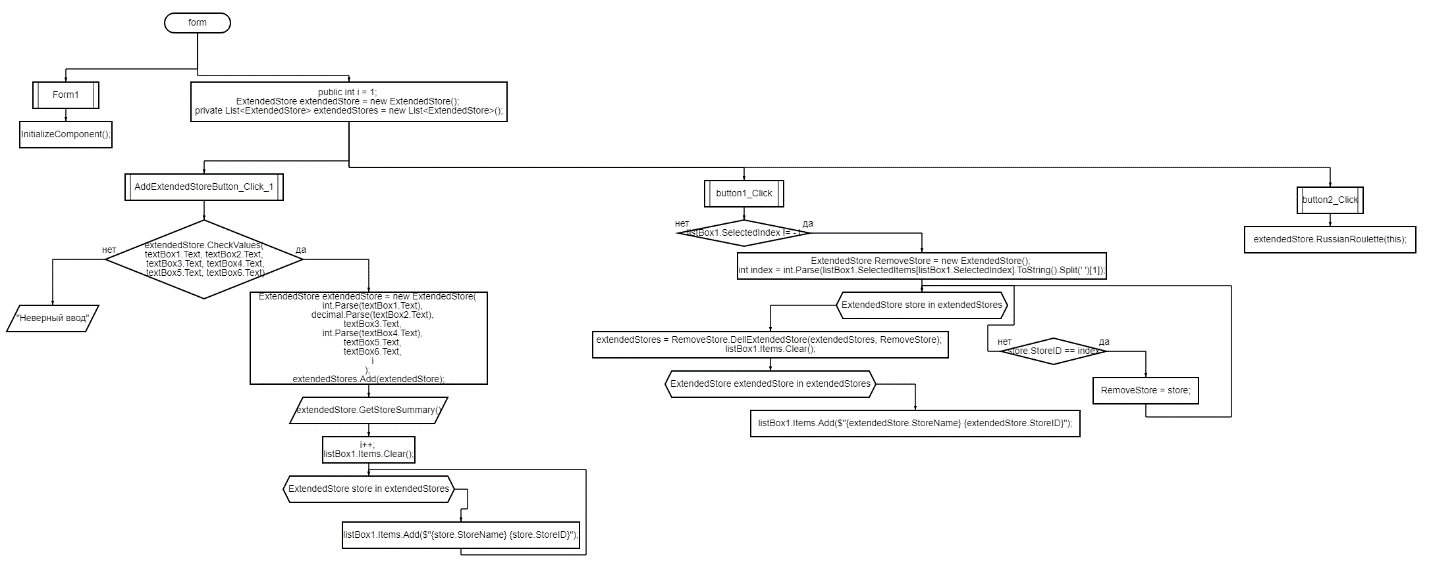 form
Form1
InitializeComponent();
public int i = 1;
ExtendedStore extendedStore = new ExtendedStore();
private List<ExtendedStore> extendedStores = new List<ExtendedStore>();
AddExtendedStoreButton_Click_1
нет
да
extendedStore.CheckValues(
textBox1.Text, textBox2.Text,
textBox3.Text, textBox4.Text,
textBox5.Text, textBox6.Text)
"Неверный ввод"
ExtendedStore extendedStore = new ExtendedStore(
int.Parse(textBox1.Text),
decimal.Parse(textBox2.Text),
textBox3.Text,
int.Parse(textBox4.Text),
textBox5.Text,
textBox6.Text,
i
);
extendedStores.Add(extendedStore);
extendedStore.GetStoreSummary()
i++;
listBox1.Items.Clear();
ExtendedStore store in extendedStores
listBox1.Items.Add($"{store.StoreName} {store.StoreID}");
button1_Click
нет
да
listBox1.SelectedIndex != -1
ExtendedStore RemoveStore = new ExtendedStore();
int index = int.Parse(listBox1.SelectedItems[listBox1.SelectedIndex].ToString().Split(' ')[1]);
ExtendedStore store in extendedStores
нет
да
store.StoreID == index
RemoveStore = store;
extendedStores = RemoveStore.DellExtendedStore(extendedStores, RemoveStore);
listBox1.Items.Clear();
ExtendedStore extendedStore in extendedStores
listBox1.Items.Add($"{extendedStore.StoreName} {extendedStore.StoreID}");
button2_Click
extendedStore.RussianRoulette(this);